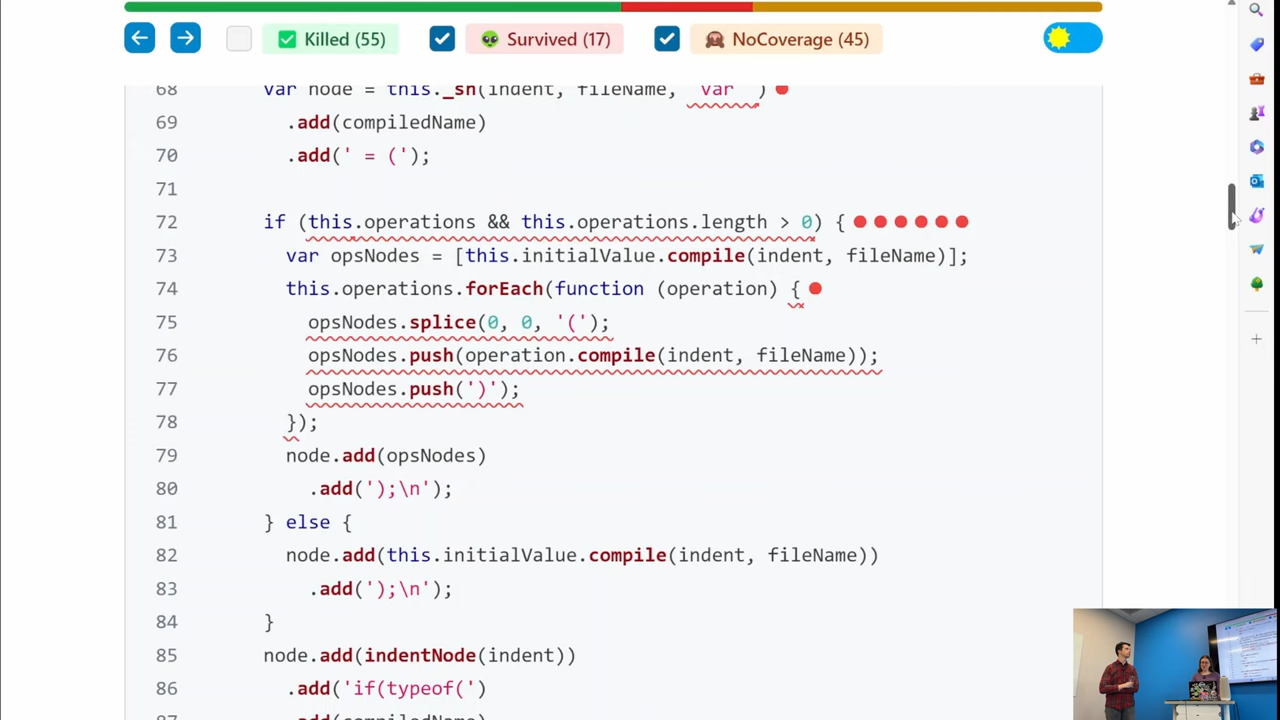 Killed (55) Survived (17) NoCoverage (45)
68 var node = this._sn(indent, fileName, 'var ')
69 .add(compiledName)
70 .add(' = (');
71
72 if (this.operations && this.operations.length > 0) {
73 var opsNodes = [this.initialValue.compile(indent, fileName)];
74 this.operations.forEach(function (operation) {
75 opsNodes.splice(0, 0, '(');
76 opsNodes.push(operation.compile(indent, fileName));
77 opsNodes.push(')');
78 });
79 node.add(opsNodes)
80 .add(');\n');
81 } else {
82 node.add(this.initialValue.compile(indent, fileName))
83 .add(');\n');
84 }
85 node.add(indentNode(indent))
86 .add('if(typeof(')
87 .add(compiledName)